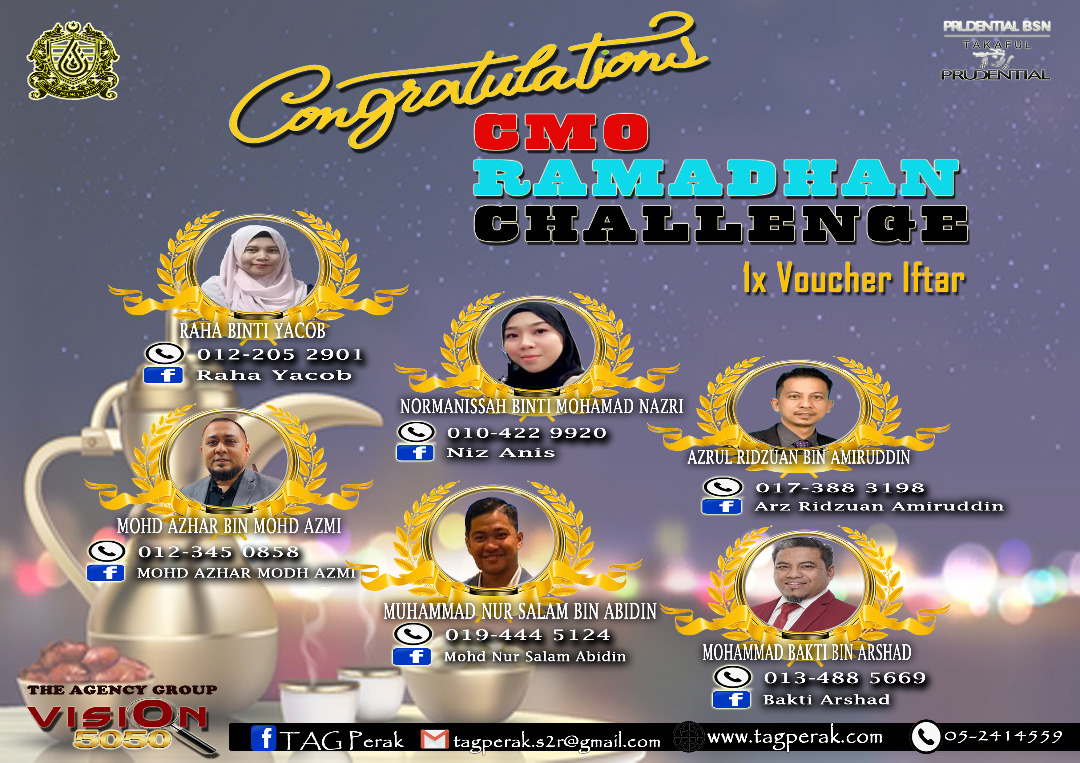 THE AGENCY GROUP
PRUDENTIAL BSN
TAKAFUL
PRUDENTIAL
Congratulations
CMO
RAMADHAN
CHALLENGE
1x Voucher Iftar
RAHA BINTI YACOB
012-205 2901
Raha Yacob
NORMANISSAH BINTI MOHAMAD NAZRI
010-422 9920
Niz Anis
AZRUL RIDZUAN BIN AMIRUDDIN
017-388 3198
Arz Ridzuan Amiruddin
MOHD AZHAR BIN MOHD AZMI
012-345 0858
MOHD AZHAR MODH AZMI
MUHAMMAD NUR SALAM BIN ABIDIN
019-444 5124
Mohd Nur Salam Abidin
MOHAMMAD BAKTI BIN ARSHAD
013-488 5669
Bakti Arshad
THE AGENCY GROUP
VISION
5050
TAG Perak
tagperak.s2r@gmail.com
www.tagperak.com
05-2414559